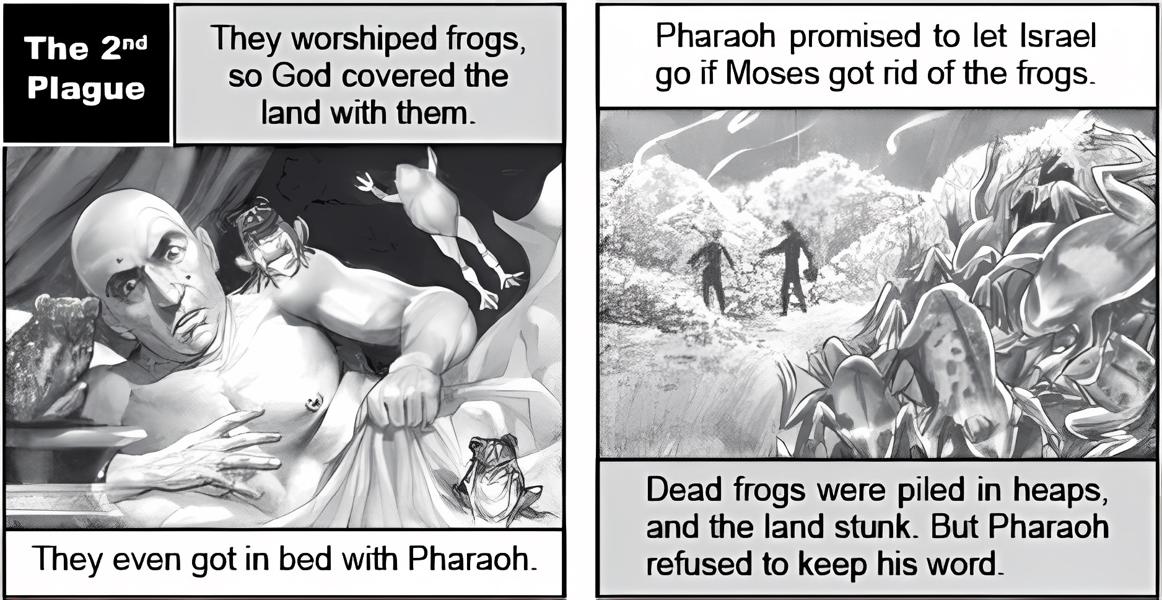 The 2nd
Plague
They worshiped frogs,
so God covered the
land with them.
They even got in bed with Pharaoh.
Pharaoh promised to let Israel
go if Moses got rid of the frogs.
Dead frogs were piled in heaps,
and the land stunk. But Pharaoh
refused to keep his word.